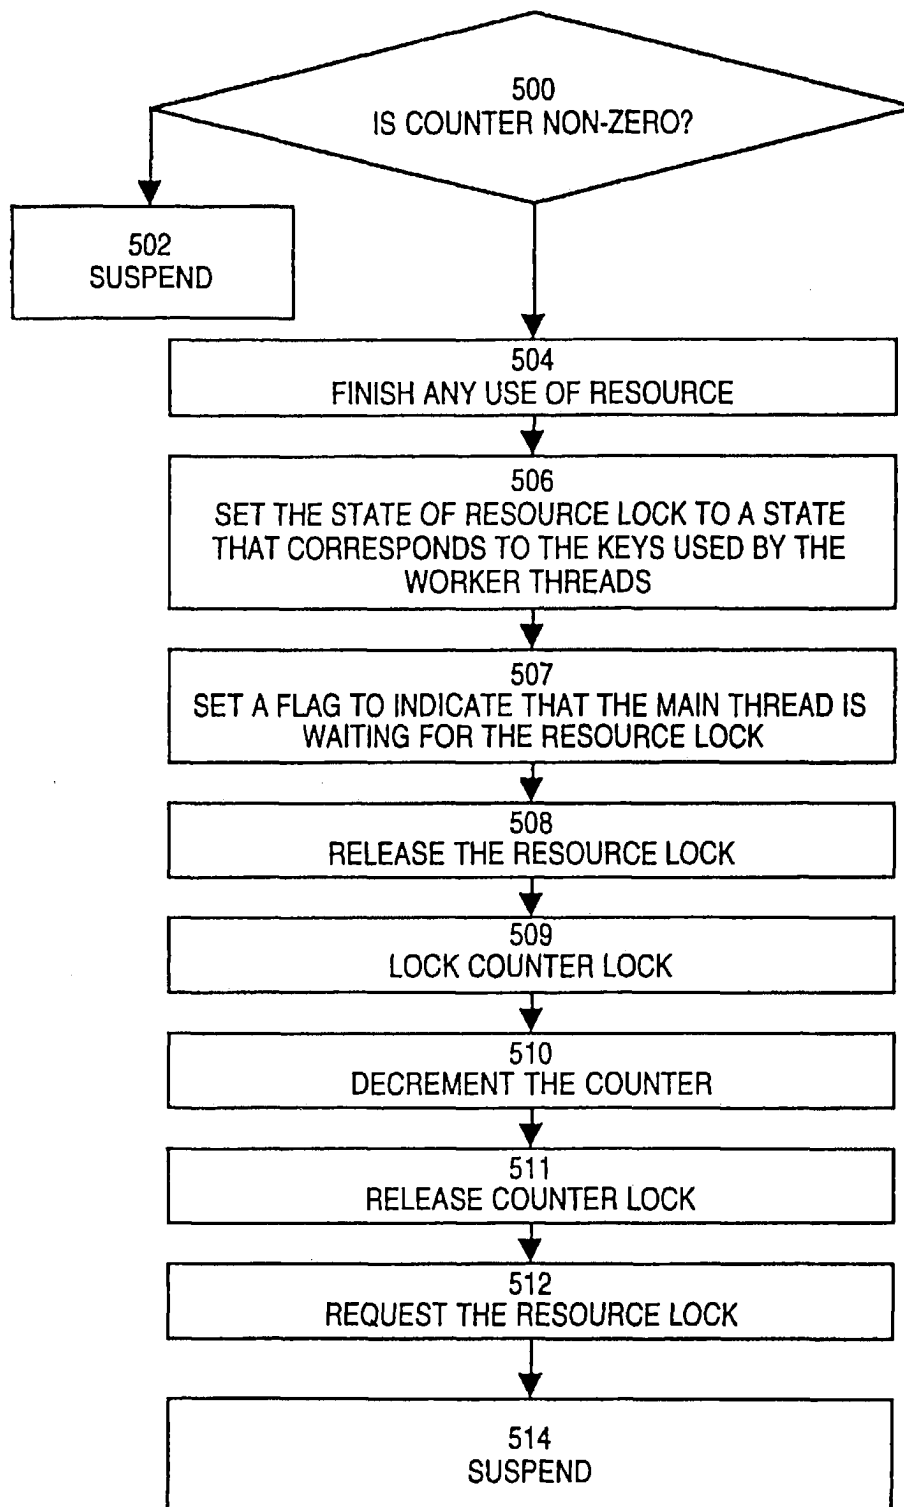 500
IS COUNTER NON-ZERO?
502
SUSPEND
504
FINISH ANY USE OF RESOURCE
506
SET THE STATE OF RESOURCE LOCK TO A STATE
THAT CORRESPONDS TO THE KEYS USED BY THE
WORKER THREADS
507
SET A FLAG TO INDICATE THAT THE MAIN THREAD IS
WAITING FOR THE RESOURCE LOCK
508
RELEASE THE RESOURCE LOCK
509
LOCK COUNTER LOCK
510
DECREMENT THE COUNTER
511
RELEASE COUNTER LOCK
512
REQUEST THE RESOURCE LOCK
514
SUSPEND